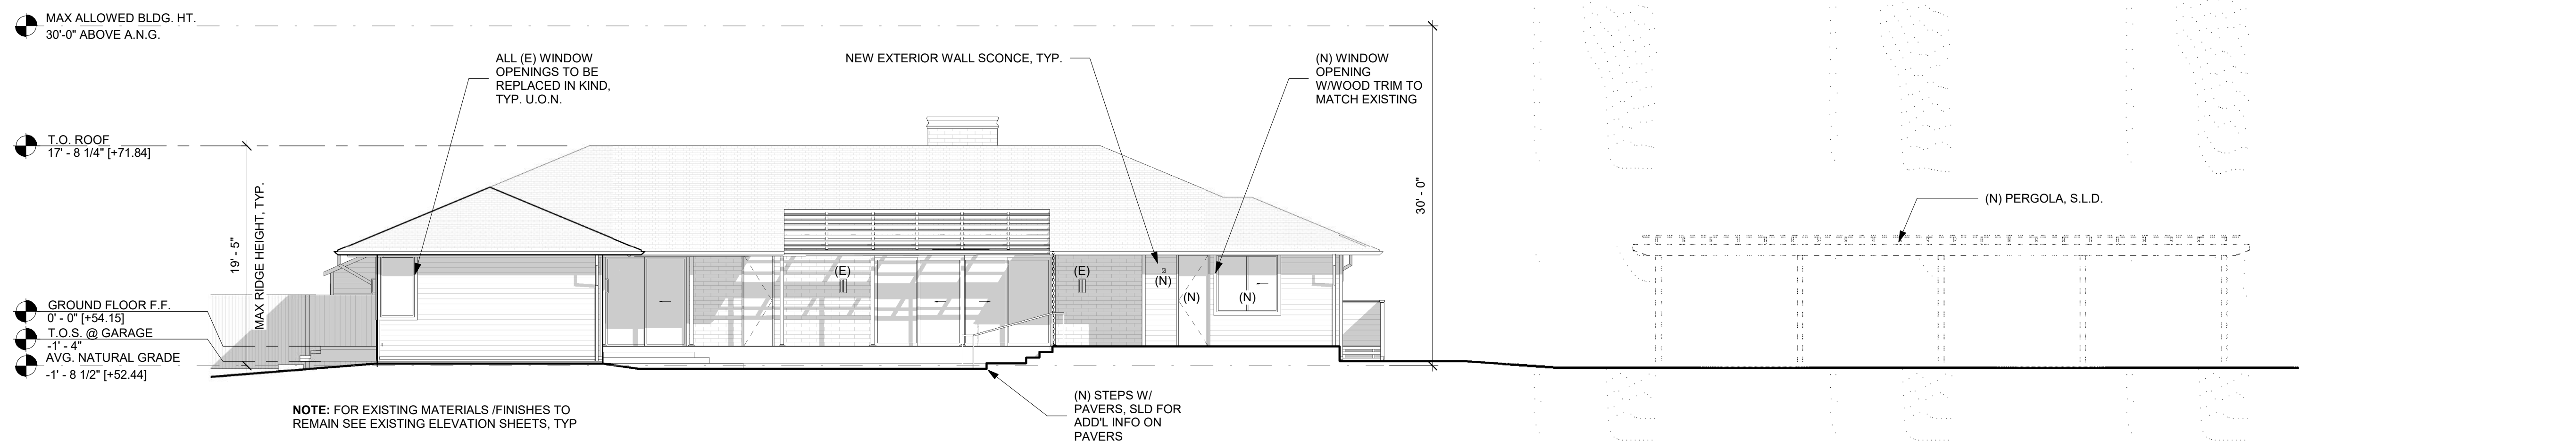 MAX ALLOWED BLDG. HT.
30'-0" ABOVE A.N.G.
ALL (E) WINDOW
OPENINGS TO BE
REPLACED IN KIND,
TYP. U.O.N.
NEW EXTERIOR WALL SCONCE, TYP.
(N) WINDOW
OPENING
W/WOOD TRIM TO
MATCH EXISTING
T.O. ROOF
17' - 8 1/4" [+71.84]
19' - 5"
MAX RIDGE HEIGHT, TYP.
30' - 0"
(N) PERGOLA, S.L.D.
(E)
(E)
(N)
(N)
(N)
GROUND FLOOR F.F.
0' - 0" [+54.15]
T.O.S. @ GARAGE
-1' - 4"
AVG. NATURAL GRADE
-1' - 8 1/2" [+52.44]
NOTE: FOR EXISTING MATERIALS /FINISHES TO
REMAIN SEE EXISTING ELEVATION SHEETS, TYP
(N) STEPS W/
PAVERS, SLD FOR
ADD'L INFO ON
PAVERS